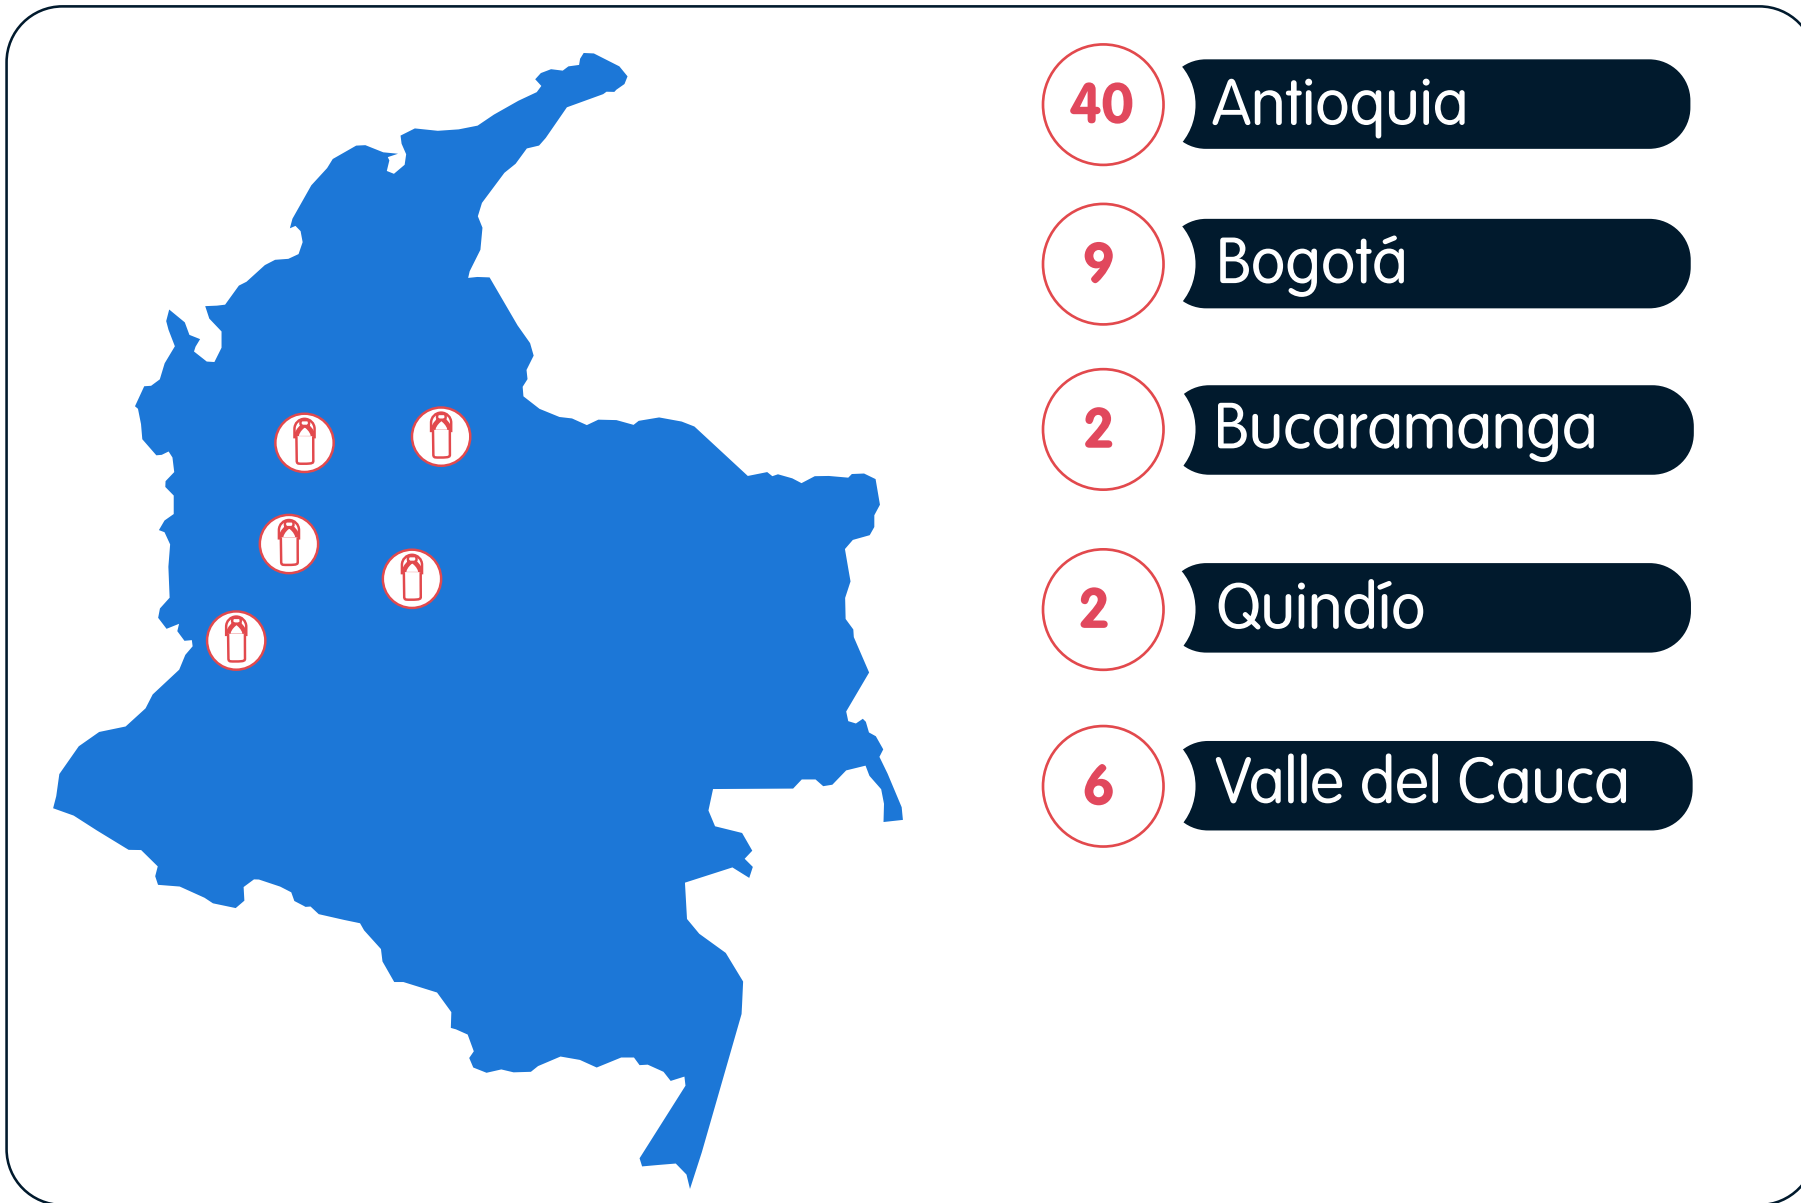 40 Antioquia
9 Bogotá
2 Bucaramanga
2 Quindío
6 Valle del Cauca